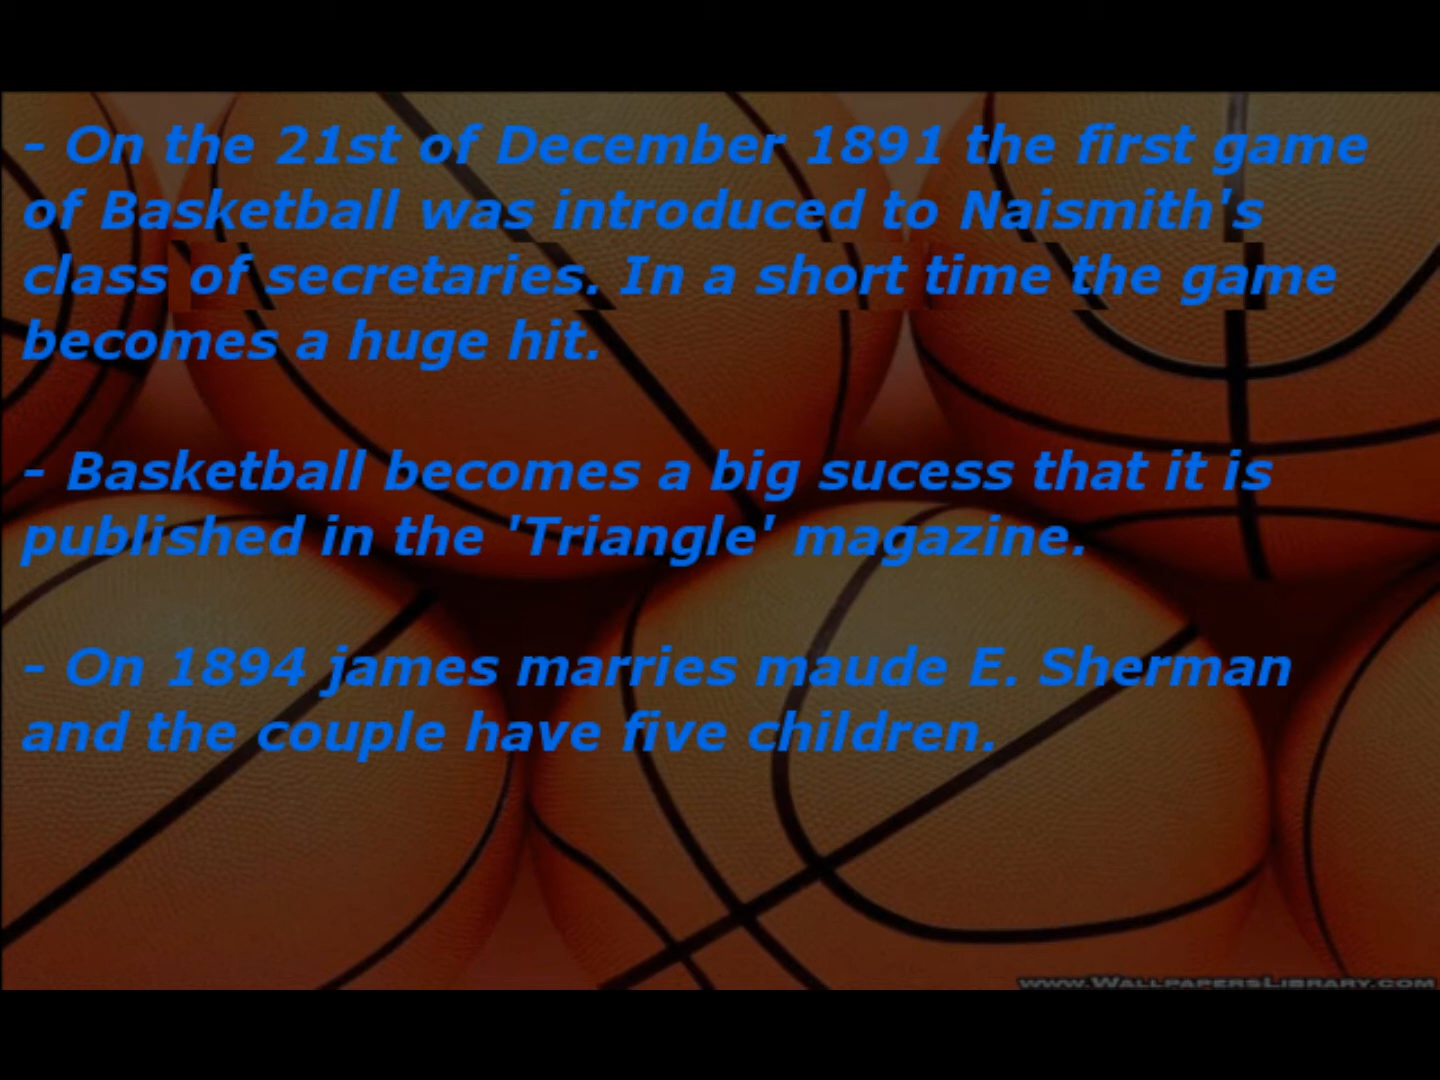 - On the 21st of December 1891 the first game
of Basketball was introduced to Naismith's
class of secretaries. In a short time the game
becomes a huge hit.
- Basketball becomes a big sucess that it is
published in the 'Triangle' magazine.
- On 1894 james marries maude E. Sherman
and the couple have five children.
www.WallpapersLibrary.com